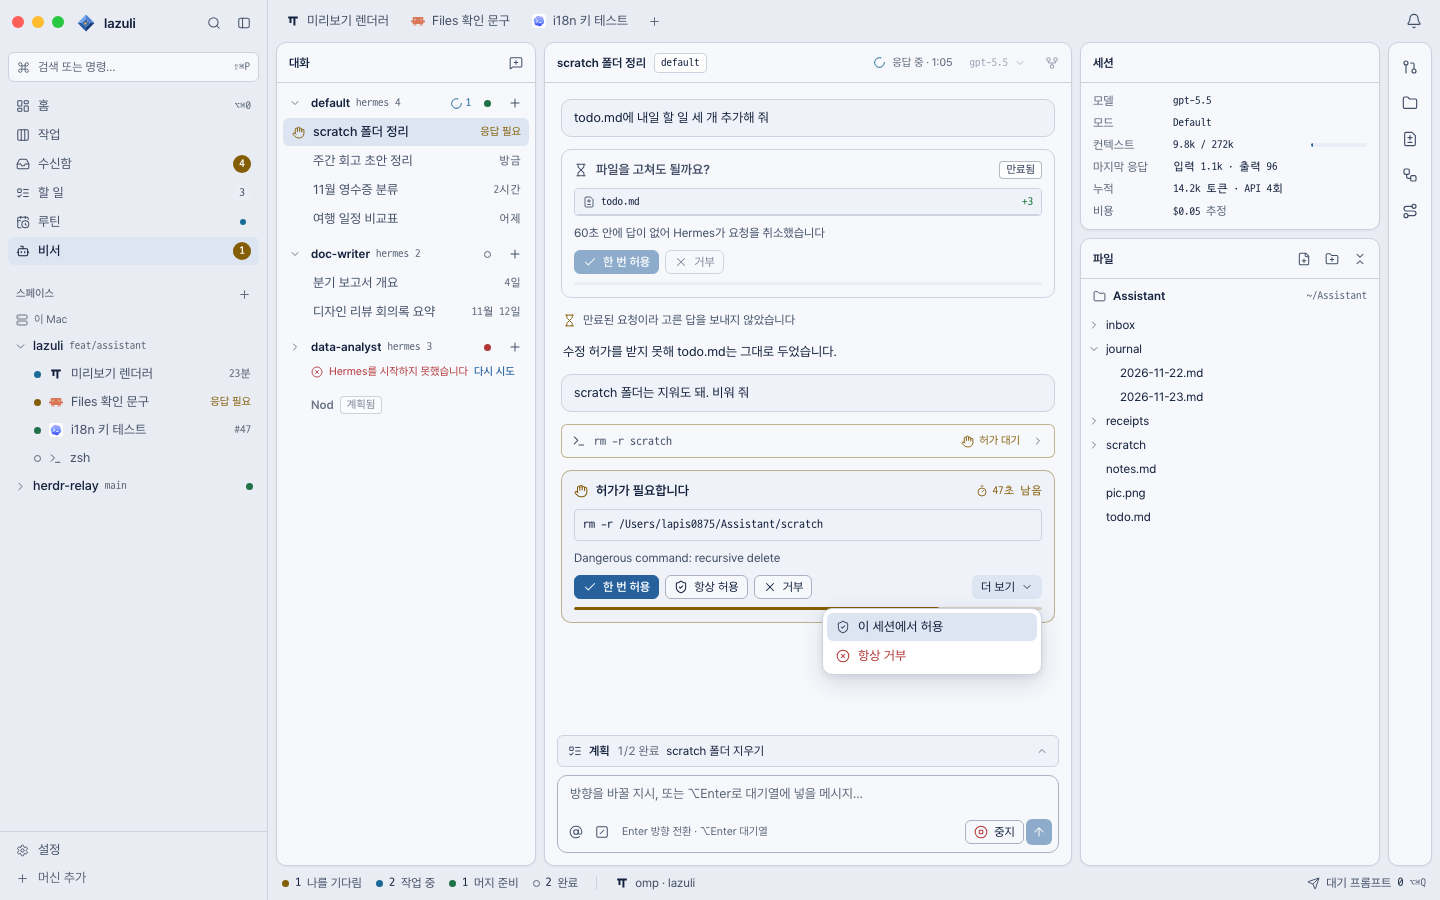 lazuli
검색 또는 명령... ⇧⌘P
홈 ⌥⌘0
작업
수신함 4
할 일 3
루틴
비서 1
스페이스
이 Mac
lazuli feat/assistant
미리보기 렌더러 23분
Files 확인 문구 응답 필요
i18n 키 테스트 #47
zsh
herdr-relay main
설정
머신 추가
미리보기 렌더러 Files 확인 문구 i18n 키 테스트
대화
default hermes 4 1
scratch 폴더 정리 응답 필요
주간 회고 초안 정리 방금
11월 영수증 분류 2시간
여행 일정 비교표 어제
doc-writer hermes 2
분기 보고서 개요 4일
디자인 리뷰 회의록 요약 11월 12일
data-analyst hermes 3
Hermes를 시작하지 못했습니다 다시 시도
Nod 계획됨
scratch 폴더 정리 default 응답 중 · 1:05 gpt-5.5
todo.md에 내일 할 일 세 개 추가해 줘
파일을 고쳐도 될까요? 만료됨
todo.md +3
60초 안에 답이 없어 Hermes가 요청을 취소했습니다
한 번 허용 거부
만료된 요청이라 고른 답을 보내지 않았습니다
수정 허가를 받지 못해 todo.md는 그대로 두었습니다.
scratch 폴더는 지워도 돼. 비워 줘
rm -r scratch 허가 대기
허가가 필요합니다 47초 남음
rm -r /Users/lapis0875/Assistant/scratch
Dangerous command: recursive delete
한 번 허용 항상 허용 거부 더 보기
이 세션에서 허용
항상 거부
계획 1/2 완료 scratch 폴더 지우기
방향을 바꿀 지시, 또는 ⌥Enter로 대기열에 넣을 메시지...
Enter 방향 전환 · ⌥Enter 대기열 중지
세션
모델 gpt-5.5
모드 Default
컨텍스트 9.8k / 272k
마지막 응답 입력 1.1k · 출력 96
누적 14.2k 토큰 · API 4회
비용 $0.05 추정
파일
Assistant ~/Assistant
inbox
journal
2026-11-22.md
2026-11-23.md
receipts
scratch
notes.md
pic.png
todo.md
1 나를 기다림 2 작업 중 1 머지 준비 2 완료 omp · lazuli 대기 프롬프트 0 ⌥⌘Q